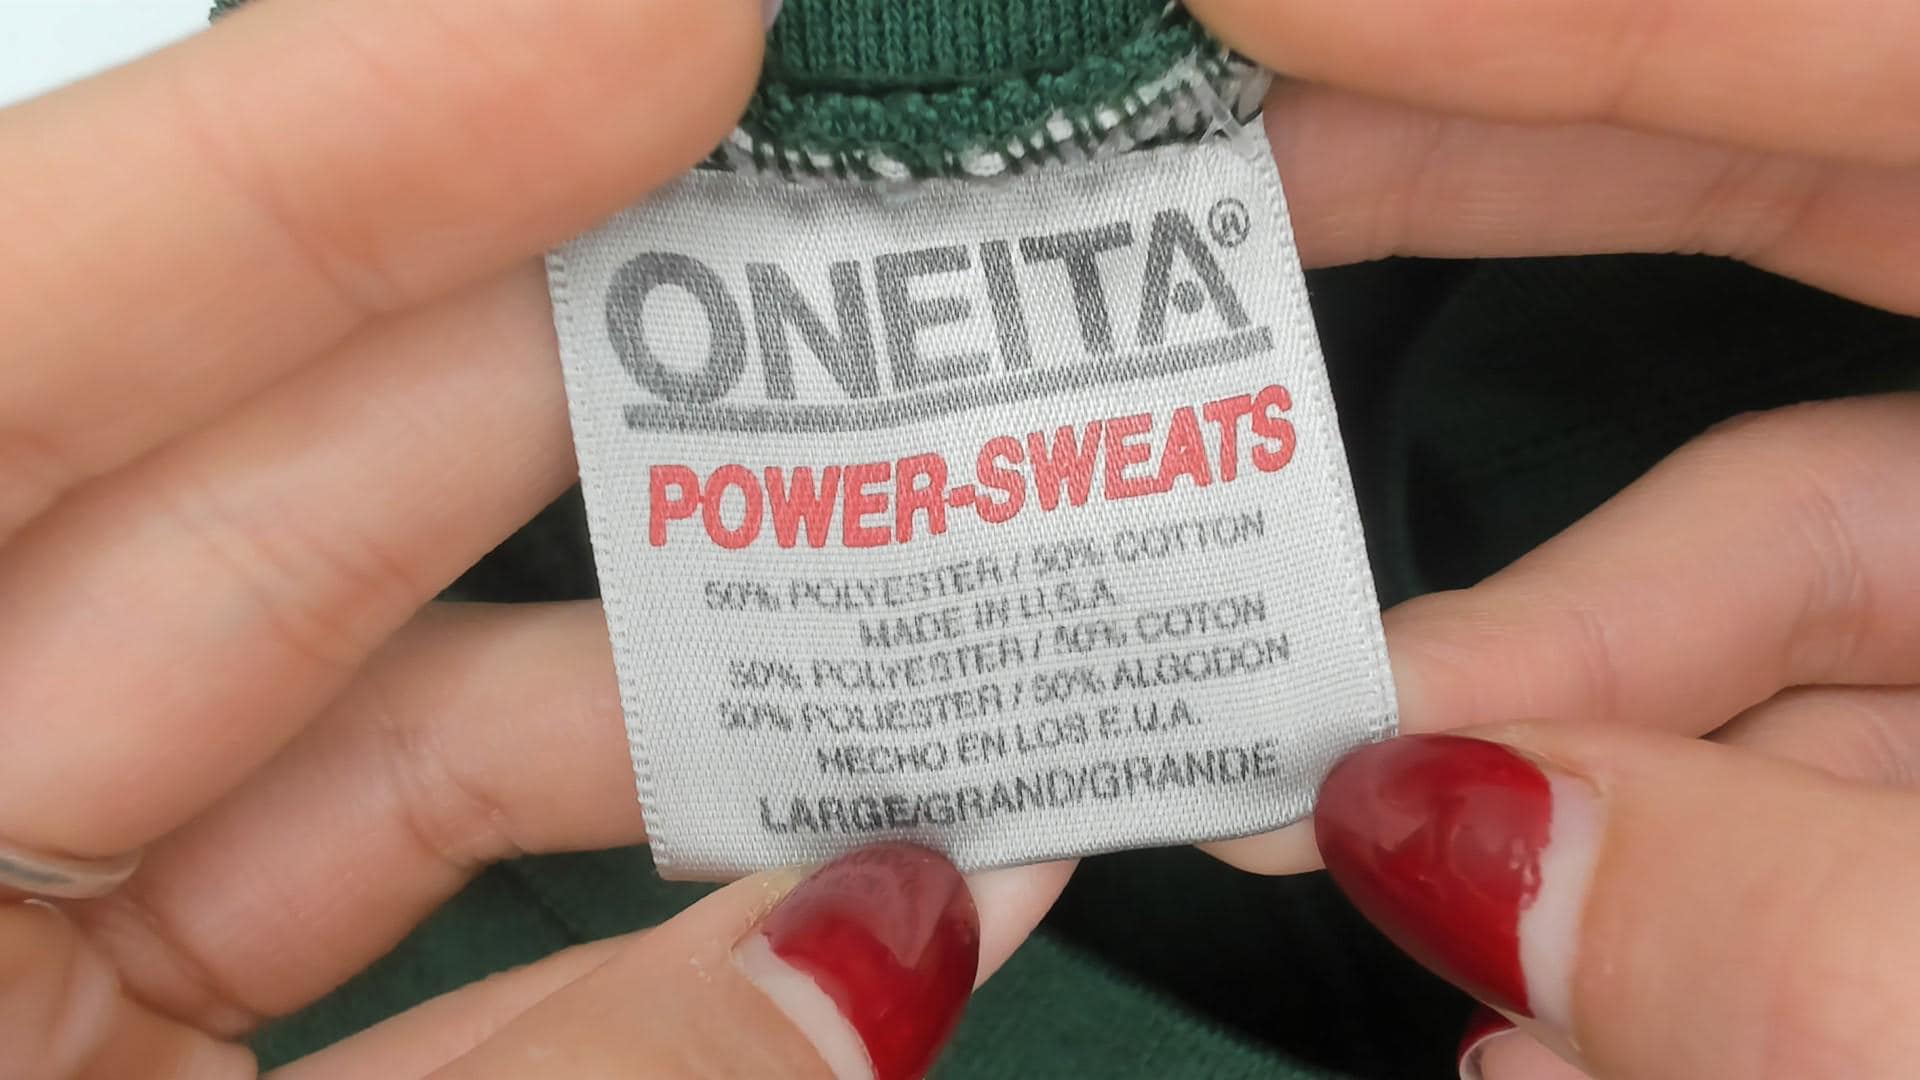 ONEITA®
POWER-SWEATS
50% POLYESTER / 50% COTTON
MADE IN U.S.A
50% POLYESTER / 50% COTON
50% POLIESTER / 50% ALGODON
HECHO EN LOS E.U.A.
LARGE/GRAND/GRANDE